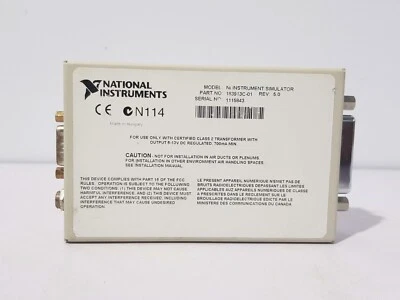 NATIONAL
INSTRUMENTS
CE N114
MODEL: NI INSTRUMENT SIMULATOR
PART NO: 183913C-01 REV: 5.0
SERIAL Nº: 1115943
FOR USE ONLY WITH CERTIFIED CLASS 2 TRANSFORMER WITH
OUTPUT 9-12V DC REGULATED, 700mA MIN.
CAUTION: NOT FOR INSTALLATION IN AIR DUCTS OR PLENUMS
FOR INSTALLATION IN OTHER ENVIRONMENT AIR HANDLING SPACES
SEE INSTALLATION MANUAL.
THIS DEVICE COMPLIES WITH PART 15 OF THE FCC
RULES. OPERATION IS SUBJECT TO THE FOLLOWING
TWO CONDITIONS: (1) THIS DEVICE MAY NOT CAUSE
HARMFUL INTERFERENCE, AND (2) THIS DEVICE MUST
ACCEPT ANY INTERFERENCE RECEIVED, INCLUDING
INTERFERENCE THAT MAY CAUSE UNDESIRED OPERATION.
LE PRESENT APPAREIL NUMERIQUE N'EMET PAS DE
BRUITS RADIOELECTRIQUES DEPASSANT LES LIMITES
APPLICABLES AUX APPAREILS NUMERIQUES DE LA
CLASSE A PRESCRITES DANS LE REGLEMENT SUR LE
BROUILLAGE RADIOELECTRIQUE EDICTE PAR LE
MINISTERE DES COMMUNICATIONS DU CANADA